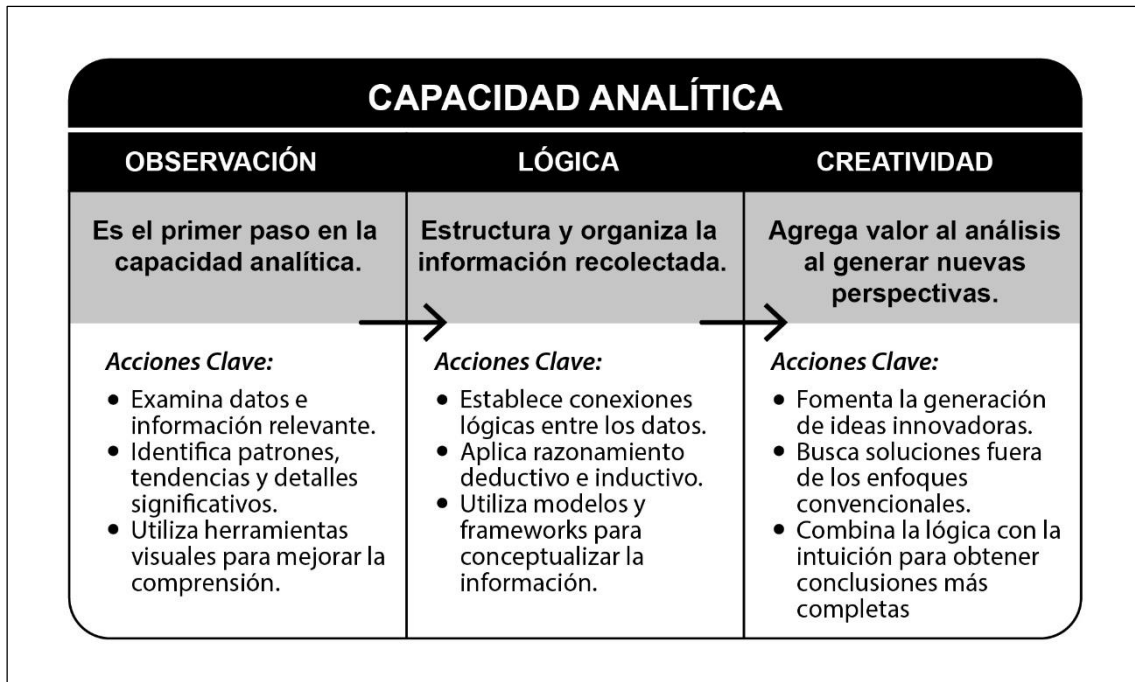 CAPACIDAD ANALÍTICA
OBSERVACIÓN
Es el primer paso en la
capacidad analítica.
Acciones Clave:
• Examina datos e
información relevante.
• Identifica patrones,
tendencias y detalles
significativos.
• Utiliza herramientas
visuales para mejorar la
comprensión.
LÓGICA
Estructura y organiza la
información recolectada.
Acciones Clave:
• Establece conexiones
lógicas entre los datos.
• Aplica razonamiento
deductivo e inductivo.
• Utiliza modelos y
frameworks para
conceptualizar la
información.
CREATIVIDAD
Agrega valor al análisis
al generar nuevas
perspectivas.
Acciones Clave:
• Fomenta la generación
de ideas innovadoras.
• Busca soluciones fuera
de los enfoques
convencionales.
• Combina la lógica con la
intuición para obtener
conclusiones más
completas